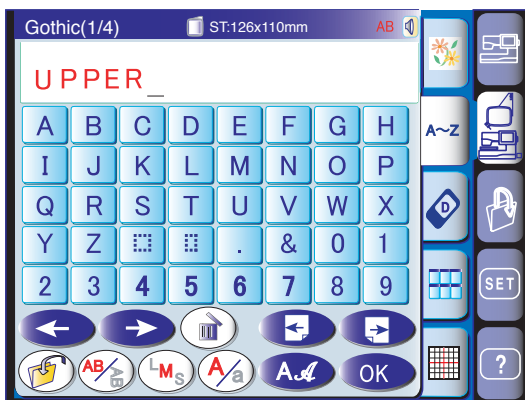 Gothic(1/4) ST:126x110mm AB
UPPER_
A B C D E F G H
I J K L M N O P
Q R S T U V W X
Y Z . & 0 1
2 3 4 5 6 7 8 9
AB/AB L M S A/a A A OK
A~Z
D
SET
?